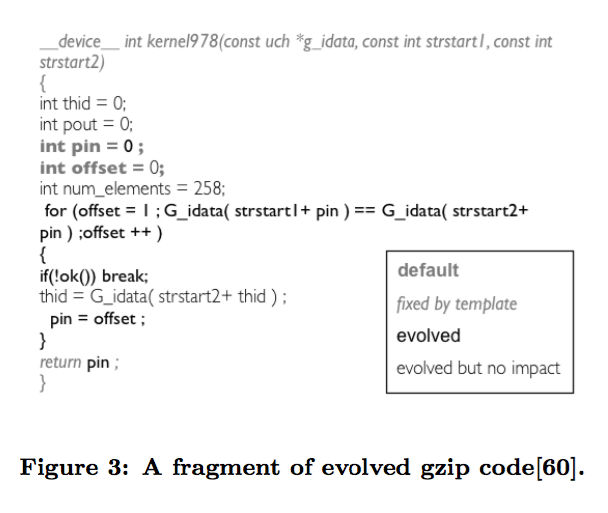 __device__ int kernel978(const uch *g_idata, const int strstart1, const int
strstart2)
{
int thid = 0;
int pout = 0;
int pin = 0 ;
int offset = 0;
int num_elements = 258;
for (offset = 1 ; G_idata( strstart1+ pin ) == G_idata( strstart2+
pin ) ;offset ++ )
{
if(!ok()) break;
thid = G_idata( strstart2+ thid ) ;
pin = offset ;
}
return pin ;
}
default
fixed by template
evolved
evolved but no impact
Figure 3: A fragment of evolved gzip code[60].